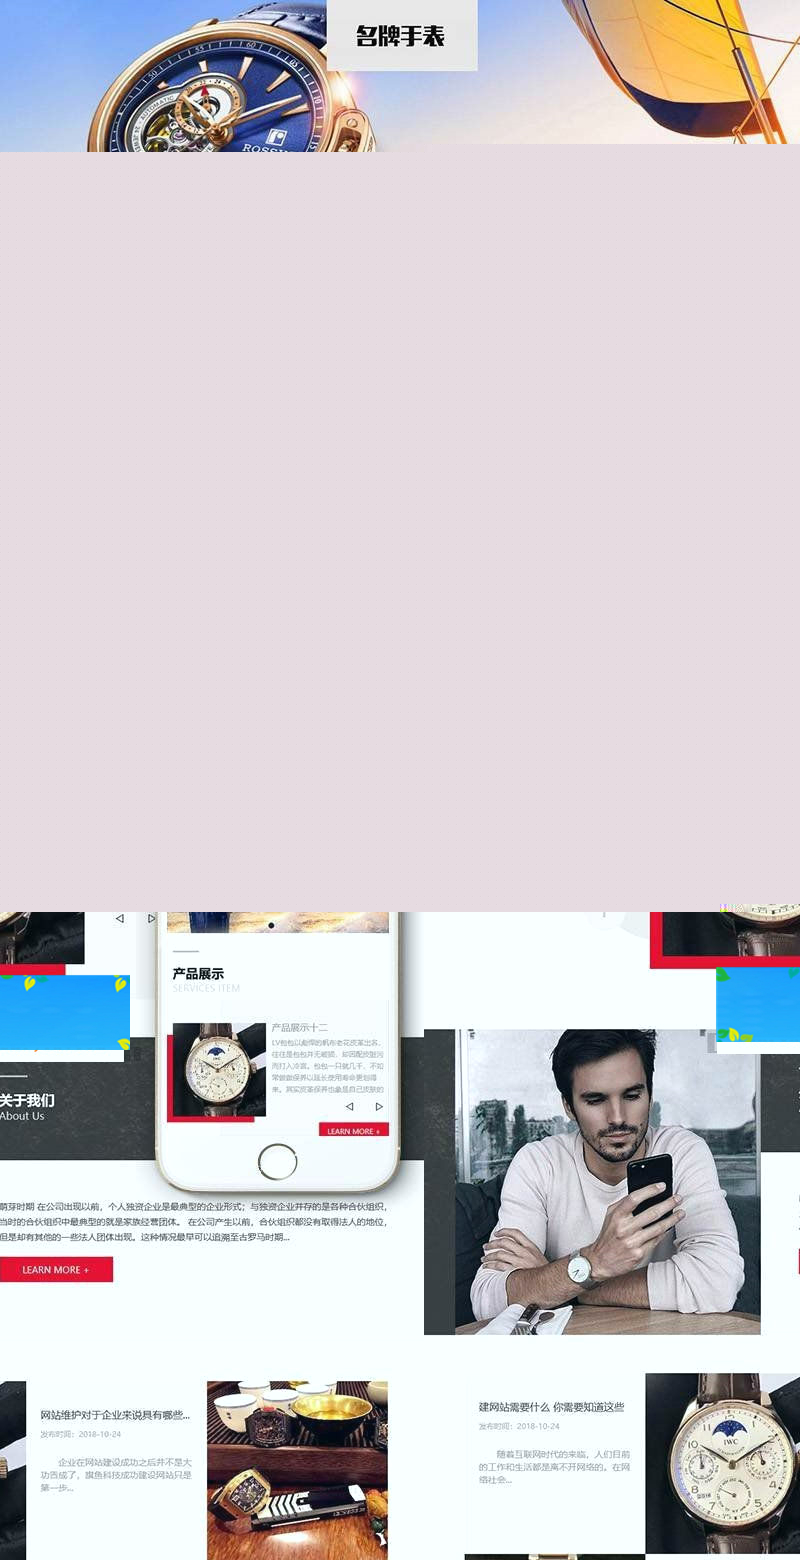 名牌手表
AUTOMATIC
产品展示
SERVICES ITEM
产品展示十二
LV包包以彪悍的帆布老花皮革出名，
往往是包包并无破损，却因配皮脏污
而打入冷宫。包包一只就几千，不如
常做做保养以延长使用寿命更划得
来。其实皮革保养也象是自己皮肤的
LEARN MORE +
关于我们
About Us
萌芽时期 在公司出现以前，个人独资企业是最典型的企业形式；与独资企业并存的是各种合伙组织，
当时的合伙组织中最典型的就是家族经营团体。 在公司产生以前，合伙组织都没有取得法人的地位，
但是却有其他的一些法人团体出现。这种情况最早可以追溯至古罗马时期...
LEARN MORE +
网站维护对于企业来说具有哪些...
发布时间：2018-10-24
企业在网站建设成功之后并不是大
功告成了，旗鱼科技成功建设网站只是
第一步...
建网站需要什么 你需要知道这些
发布时间：2018-10-24
随着互联网时代的来临，人们目前
的工作和生活都是离不开网络的。在网
络社会...
IWC